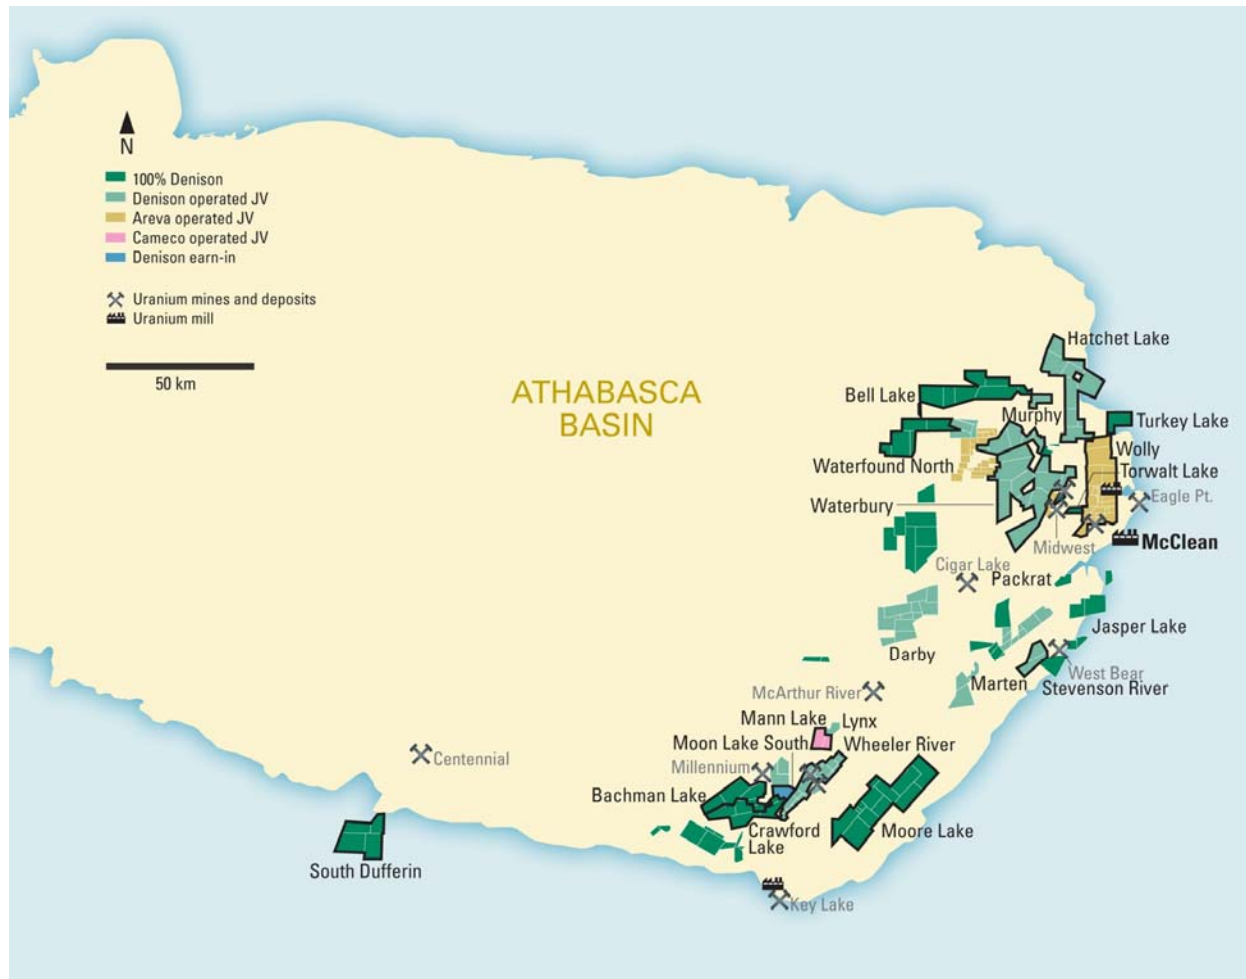 N
100% Denison
Denison operated JV
Areva operated JV
Cameco operated JV
Denison earn-in
Uranium mines and deposits
Uranium mill
50 km
ATHABASCA
BASIN
Hatchet Lake
Bell Lake
Murphy
Turkey Lake
Waterfound North
Wolly
Torwalt Lake
Eagle Pt.
Waterbury
Midwest
McClean
Cigar Lake
Packrat
Jasper Lake
Darby
West Bear
Marten
Stevenson River
McArthur River
Mann Lake
Lynx
Moon Lake South
Wheeler River
Millennium
Centennial
Bachman Lake
Crawford
Lake
Moore Lake
South Dufferin
Key Lake